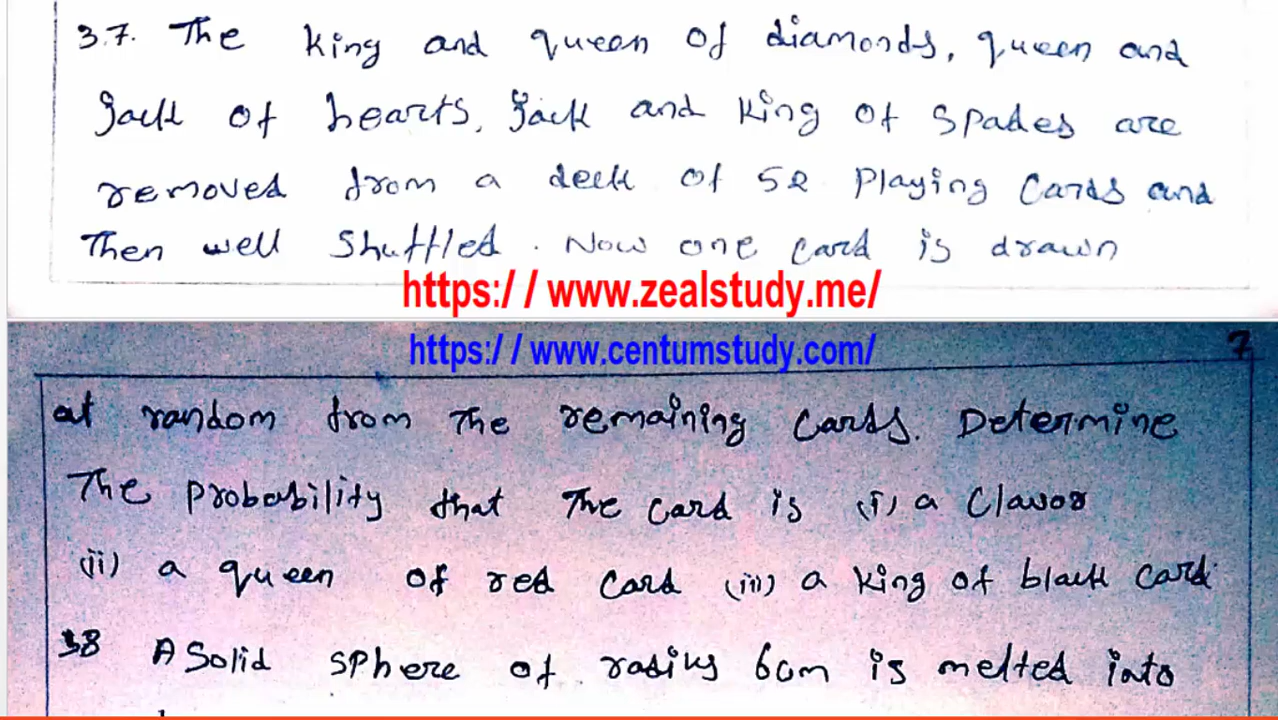 3.7. The king and queen of diamonds, queen and
jack of hearts, jack and king of spades are
removed from a deck of 52 playing cards and
Then well shuffled. Now one card is drawn
https: / / www.zealstudy.me/
https: / / www.centumstudy.com/
7
at random from The remaining cards. Determine
The probability that The card is (i) a Clavor
(ii) a queen of red card (iii) a king of black card.
38 A Solid sphere of radius 6cm is melted into